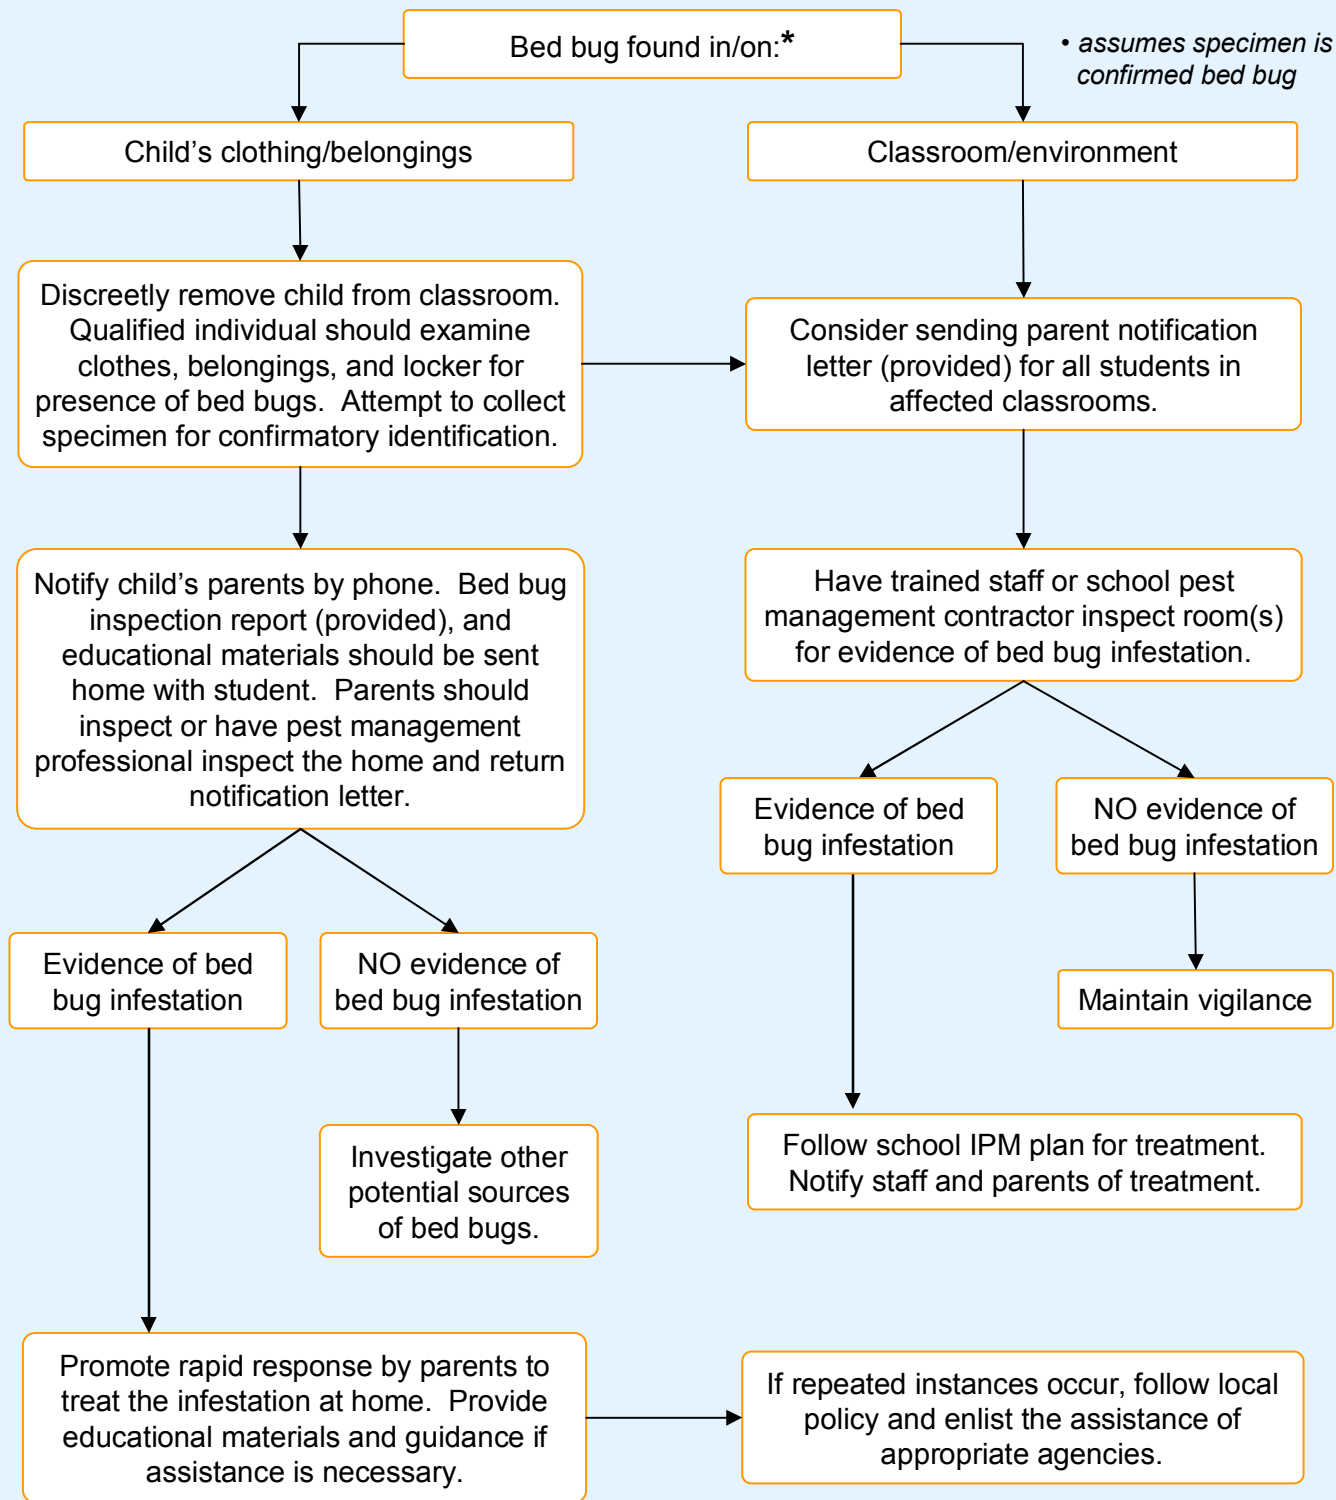 Bed bug found in/on:*
• assumes specimen is
confirmed bed bug
Child's clothing/belongings
Classroom/environment
Discreetly remove child from classroom.
Qualified individual should examine
clothes, belongings, and locker for
presence of bed bugs.  Attempt to collect
specimen for confirmatory identification.
Consider sending parent notification
letter (provided) for all students in
affected classrooms.
Notify child's parents by phone.  Bed bug
inspection report (provided), and
educational materials should be sent
home with student.  Parents should
inspect or have pest management
professional inspect the home and return
notification letter.
Have trained staff or school pest
management contractor inspect room(s)
for evidence of bed bug infestation.
Evidence of bed
bug infestation
NO evidence of
bed bug infestation
Evidence of bed
bug infestation
NO evidence of
bed bug infestation
Maintain vigilance
Investigate other
potential sources
of bed bugs.
Follow school IPM plan for treatment.
Notify staff and parents of treatment.
Promote rapid response by parents to
treat the infestation at home.  Provide
educational materials and guidance if
assistance is necessary.
If repeated instances occur, follow local
policy and enlist the assistance of
appropriate agencies.